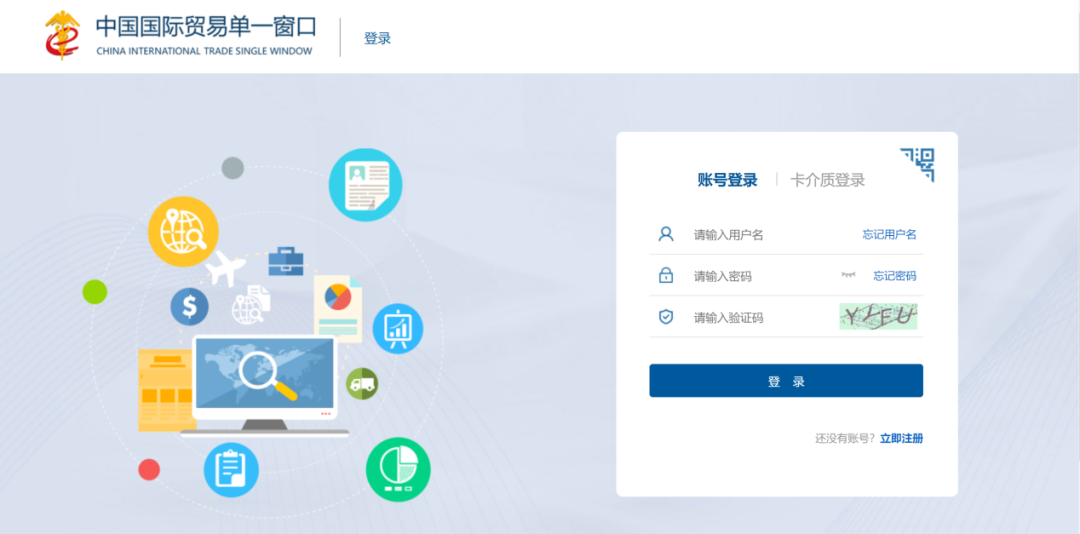 中国国际贸易单一窗口
CHINA INTERNATIONAL TRADE SINGLE WINDOW
登录
账号登录
卡介质登录
请输入用户名
忘记用户名
请输入密码
忘记密码
请输入验证码
登 录
还没有账号? 立即注册
$